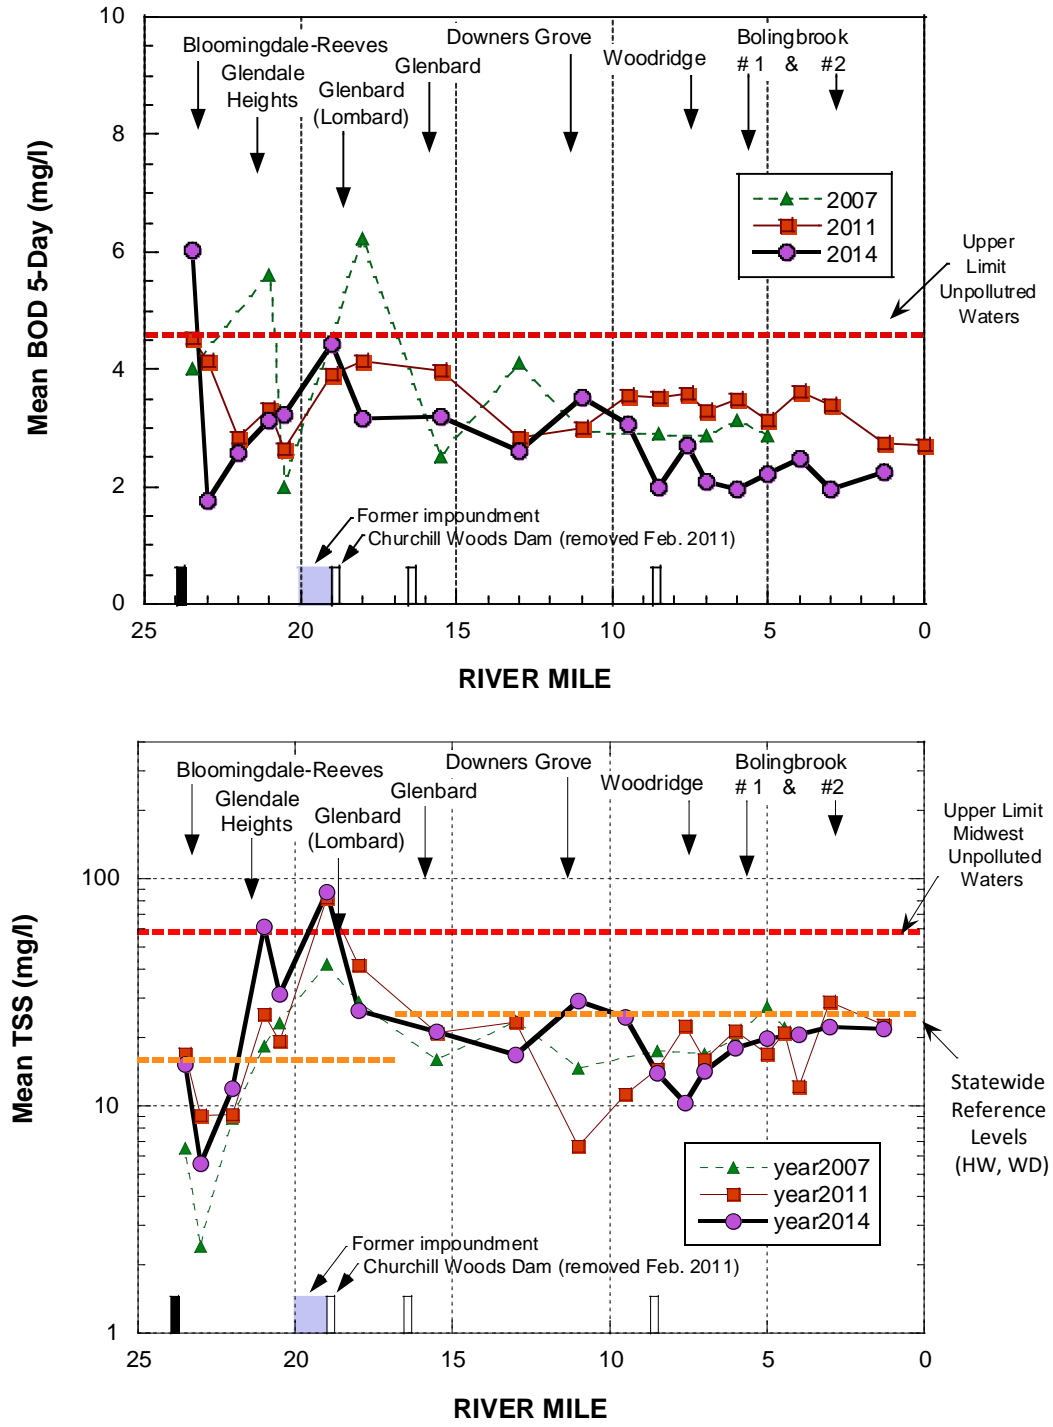 10
8
6
4
2
0
Mean BOD 5-Day (mg/l)
Bloomingdale-Reeves
Glendale
Heights
Glenbard
(Lombard)
Glenbard
Downers Grove
Woodridge
Bolingbrook
# 1 & #2
2007
2011
2014
Upper
Limit
Unpollutred
Waters
Former impoundment
Churchill Woods Dam (removed Feb. 2011)
25 20 15 10 5 0
RIVER MILE
100
10
1
Mean TSS (mg/l)
Bloomingdale-Reeves
Glendale
Heights
Glenbard
(Lombard)
Glenbard
Downers Grove
Woodridge
Bolingbrook
# 1 & #2
Upper Limit
Midwest
Unpolluted
Waters
Statewide
Reference
Levels
(HW, WD)
year2007
year2011
year2014
Former impoundment
Churchill Woods Dam (removed Feb. 2011)
25 20 15 10 5 0
RIVER MILE